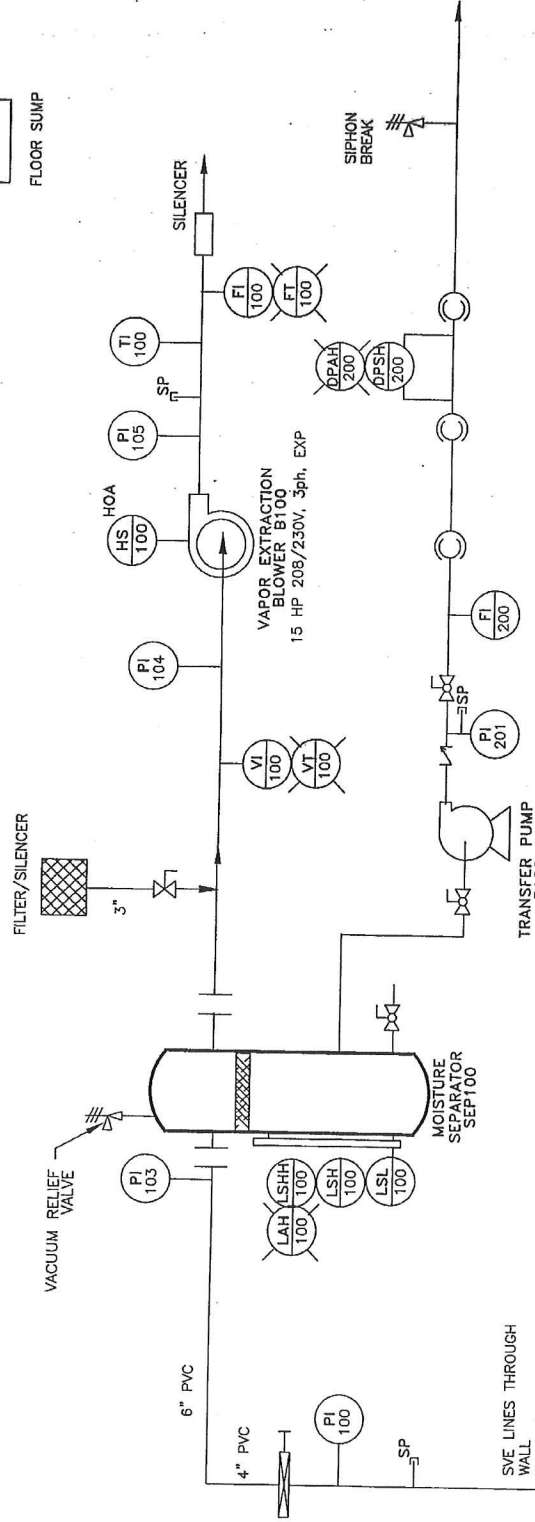 FLOOR SUMP
FILTER/SILENCER
3"
VACUUM RELIEF
VALVE
PI
103
6" PVC
4" PVC
PI
100
SP
SVE LINES THROUGH
WALL
LAH
100
LSHH
100
LSH
100
LSL
100
MOISTURE
SEPARATOR
SEP100
VI
100
VT
100
PI
104
HS
100
HOA
VAPOR EXTRACTION
BLOWER B100
15 HP 208/230V, 3ph, EXP
PI
105
SP
TI
100
FI
100
FT
100
SILENCER
TRANSFER PUMP
PI
201
SP
FI
200
DPAH
200
DPSH
200
SIPHON
BREAK